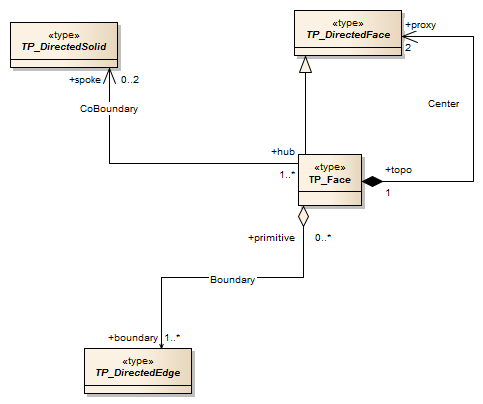 «type»
TP_DirectedFace
+proxy
2
«type»
TP_DirectedSolid
+spoke
0..2
CoBoundary
Center
+hub
1..*
«type»
TP_Face
+topo
1
+primitive
0..*
Boundary
+boundary
1..*
«type»
TP_DirectedEdge